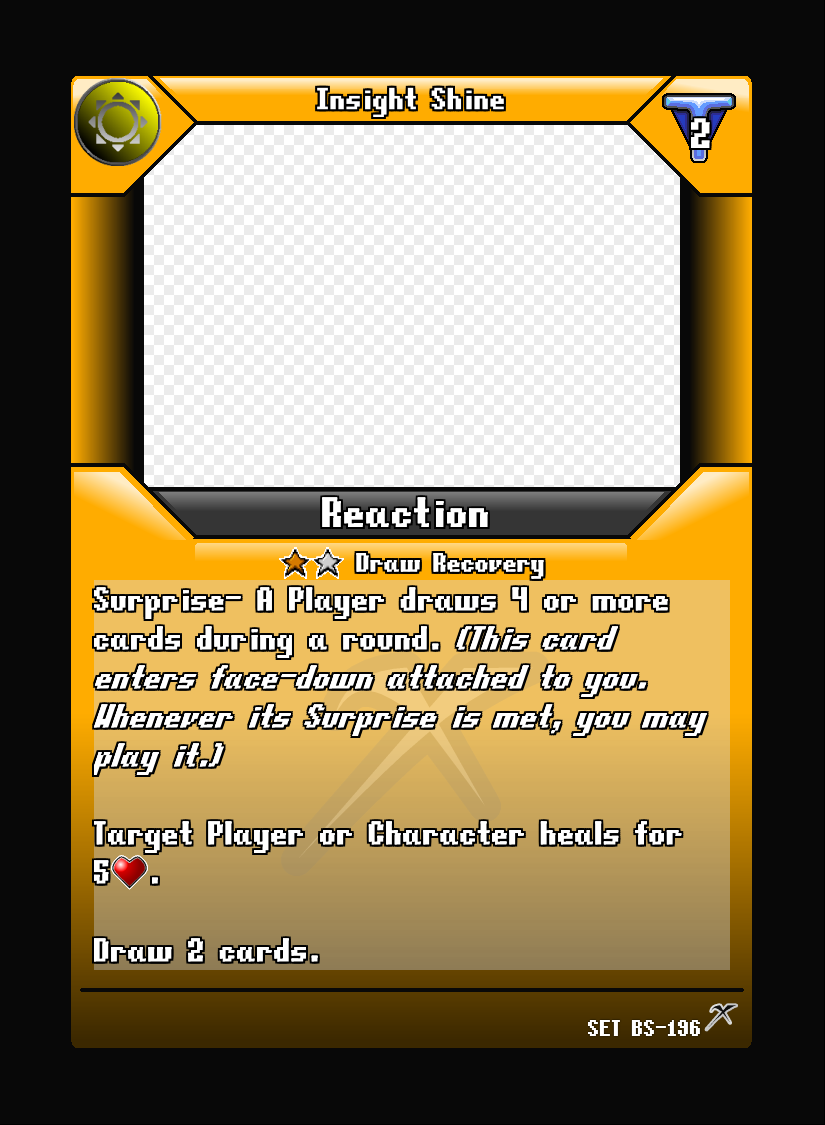 Insight Shine
2
Reaction
Draw Recovery
Surprise- A Player draws 4 or more
cards during a round. (This card
enters face-down attached to you.
Whenever its Surprise is met, you may
play it.)
Target Player or Character heals for
5.
Draw 2 cards.
SET BS-196